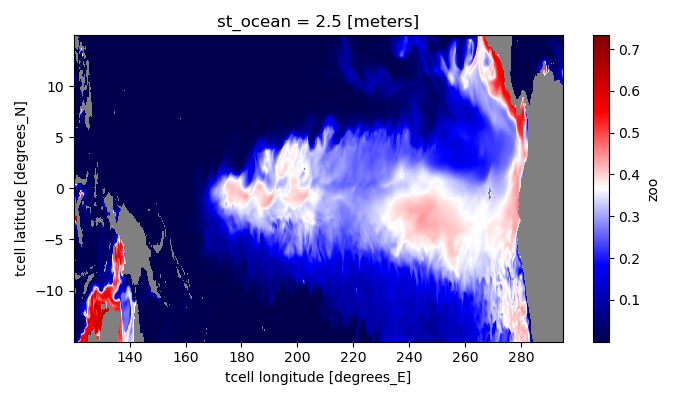 st_ocean = 2.5 [meters]
tcell latitude [degrees_N]
10
5
0
−5
−10
140 160 180 200 220 240 260 280
tcell longitude [degrees_E]
0.7
0.6
0.5
0.4
0.3
0.2
0.1
zoo